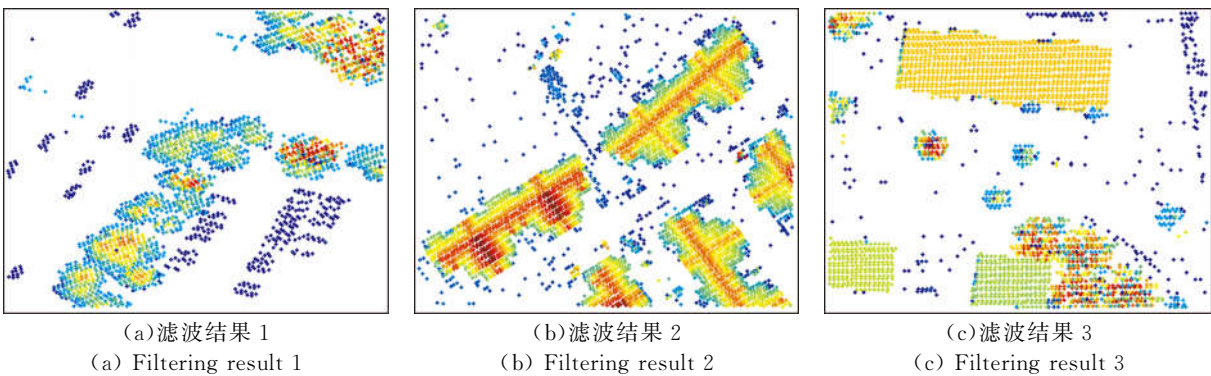 (a)滤波结果 1
(a) Filtering result 1
(b)滤波结果 2
(b) Filtering result 2
(c)滤波结果 3
(c) Filtering result 3